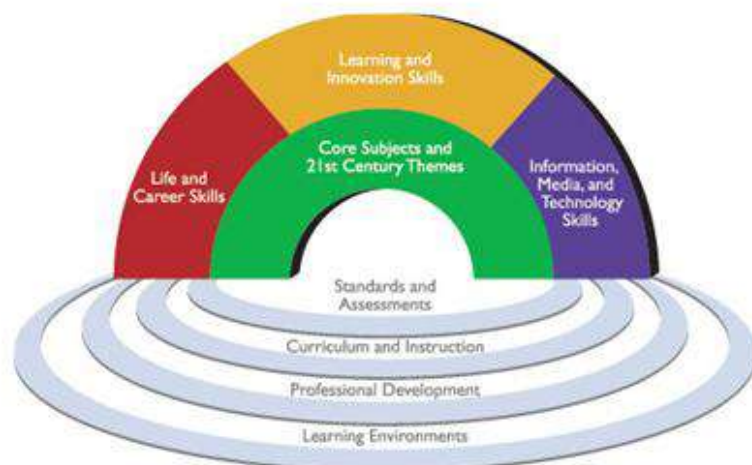 Learning and
Innovation Skills
Core Subjects and
21st Century Themes
Life and
Career Skills
Information,
Media, and
Technology
Skills
Standards and
Assessments
Curriculum and Instruction
Professional Development
Learning Environments